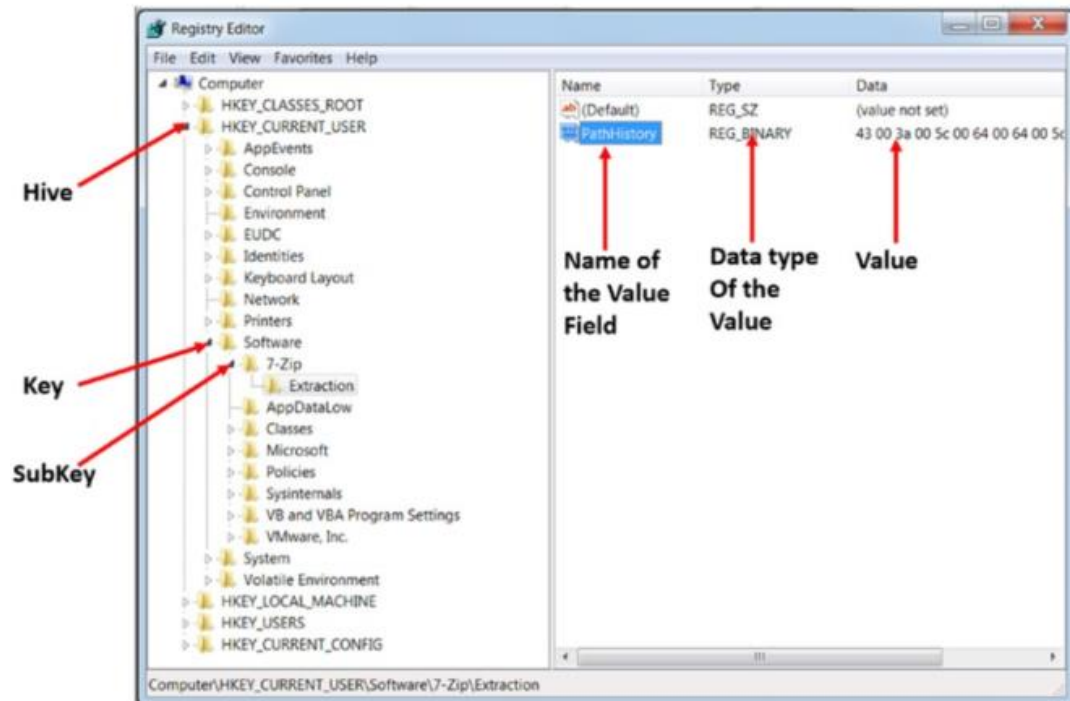 Registry Editor
File Edit View Favorites Help
Computer
HKEY_CLASSES_ROOT
HKEY_CURRENT_USER
AppEvents
Console
Control Panel
Environment
EUDC
Identities
Keyboard Layout
Network
Printers
Software
7-Zip
Extraction
AppDataLow
Classes
Microsoft
Policies
Sysinternals
VB and VBA Program Settings
VMware, Inc.
System
Volatile Environment
HKEY_LOCAL_MACHINE
HKEY_USERS
HKEY_CURRENT_CONFIG
Name Type Data
(Default) REG_SZ (value not set)
PathHistory REG_BINARY 43 00 3a 00 5c 00 64 00 64 00 5c
Hive
Key
SubKey
Name of
the Value
Field
Data type
Of the
Value
Value
Computer\HKEY_CURRENT_USER\Software\7-Zip\Extraction